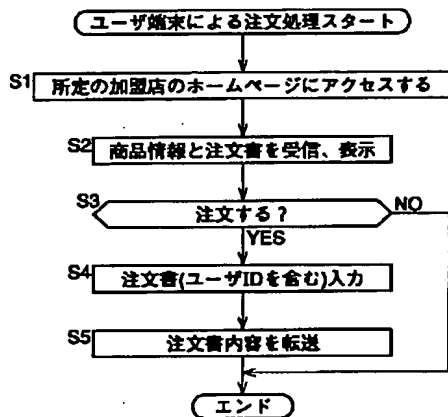 ユーザ端末による注文処理スタート
S1 所定の加盟店のホームページにアクセスする
S2 商品情報と注文書を受信、表示
S3 注文する?
NO
YES
S4 注文書(ユーザIDを含む)入力
S5 注文書内容を転送
エンド